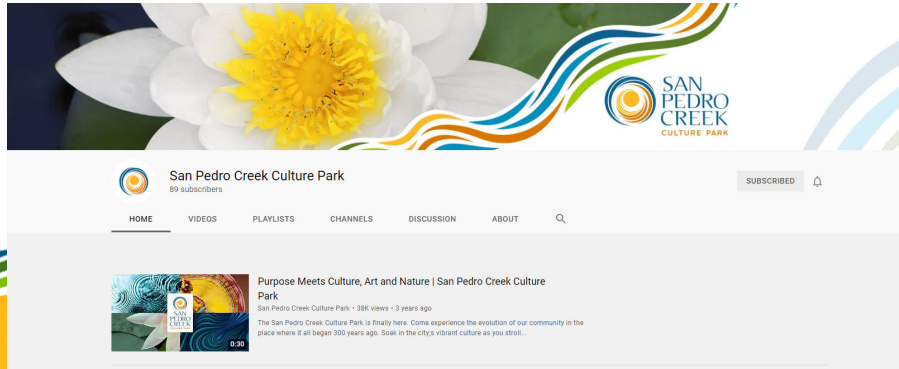 SAN
PEDRO
CREEK
CULTURE PARK
San Pedro Creek Culture Park
89 subscribers
SUBSCRIBED
HOME VIDEOS PLAYLISTS CHANNELS DISCUSSION ABOUT
SAN
PEDRO
CREEK
0:30
Purpose Meets Culture, Art and Nature | San Pedro Creek Culture
Park
San Pedro Creek Culture Park • 38K views • 3 years ago
The San Pedro Creek Culture Park is finally here. Come experience the evolution of our community in the
place where it all began 300 years ago. Soak in the city;s vibrant culture as you stroll...